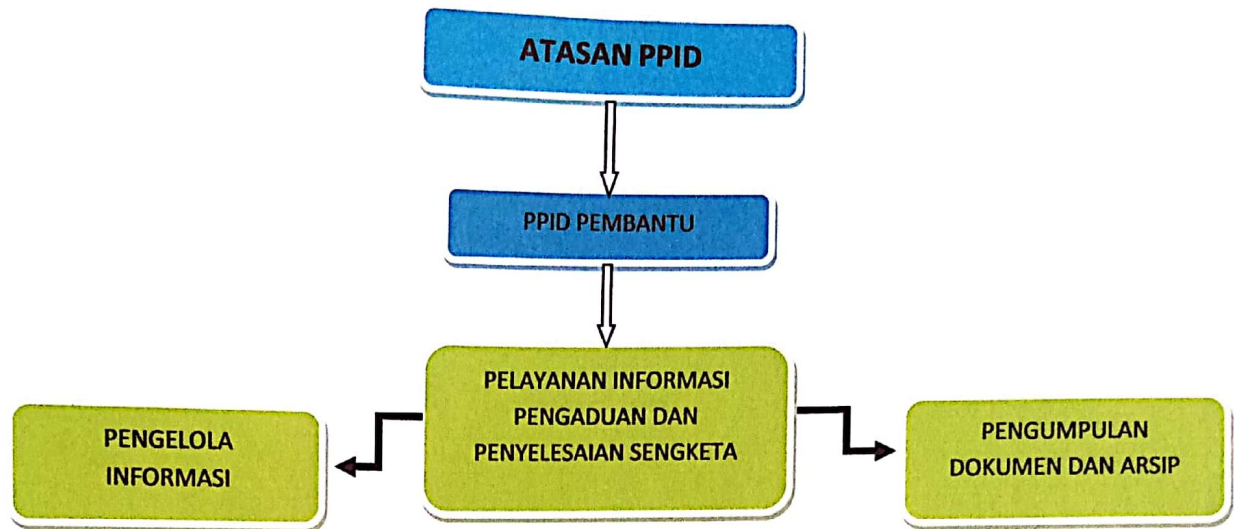 ATASAN PPID
PPID PEMBANTU
PELAYANAN INFORMASI
PENGADUAN DAN
PENYELESAIAN SENGKETA
PENGELOLA
INFORMASI
PENGUMPULAN
DOKUMEN DAN ARSIP